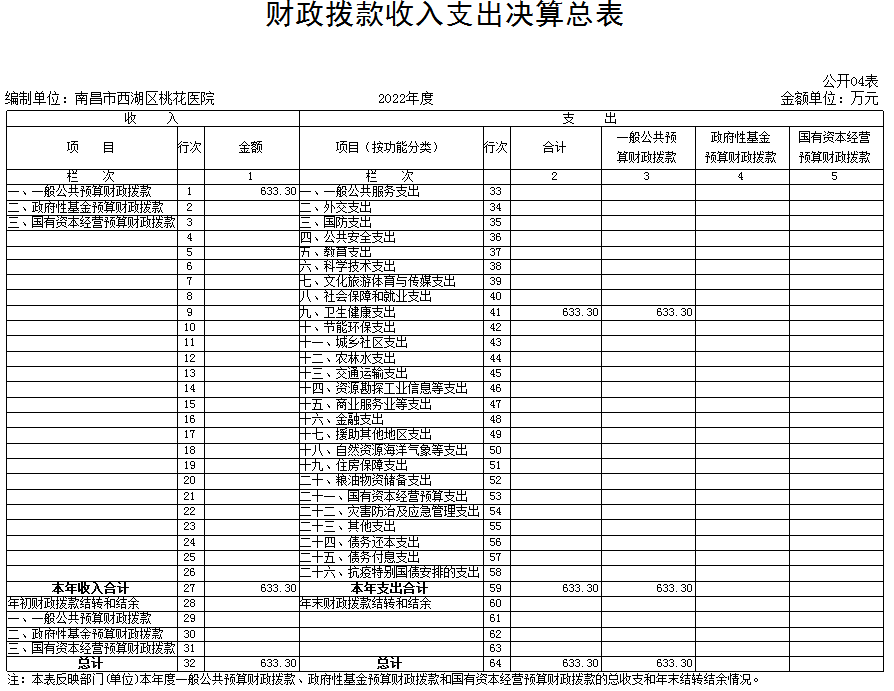 财政拨款收入支出决算总表
公开04表
编制单位：南昌市西湖区桃花医院 2022年度 金额单位：万元
收 入 支 出
项 目 行次 金额 项目（按功能分类） 行次 合计 一般公共预算财政拨款 政府性基金预算财政拨款 国有资本经营预算财政拨款
栏 次 1 栏 次 2 3 4 5
一、一般公共预算财政拨款 1 633.30 一、一般公共服务支出 33
二、政府性基金预算财政拨款 2 二、外交支出 34
三、国有资本经营预算财政拨款 3 三、国防支出 35
4 四、公共安全支出 36
5 五、教育支出 37
6 六、科学技术支出 38
7 七、文化旅游体育与传媒支出 39
8 八、社会保障和就业支出 40
9 九、卫生健康支出 41 633.30 633.30
10 十、节能环保支出 42
11 十一、城乡社区支出 43
12 十二、农林水支出 44
13 十三、交通运输支出 45
14 十四、资源勘探工业信息等支出 46
15 十五、商业服务业等支出 47
16 十六、金融支出 48
17 十七、援助其他地区支出 49
18 十八、自然资源海洋气象等支出 50
19 十九、住房保障支出 51
20 二十、粮油物资储备支出 52
21 二十一、国有资本经营预算支出 53
22 二十二、灾害防治及应急管理支出 54
23 二十三、其他支出 55
24 二十四、债务还本支出 56
25 二十五、债务付息支出 57
26 二十六、抗疫特别国债安排的支出 58
本年收入合计 27 633.30 本年支出合计 59 633.30 633.30
年初财政拨款结转和结余 28 年末财政拨款结转和结余 60
一、一般公共预算财政拨款 29 61
二、政府性基金预算财政拨款 30 62
三、国有资本经营预算财政拨款 31 63
总计 32 633.30 总计 64 633.30 633.30
注：本表反映部门(单位)本年度一般公共预算财政拨款、政府性基金预算财政拨款和国有资本经营预算财政拨款的总收支和年末结转结余情况。